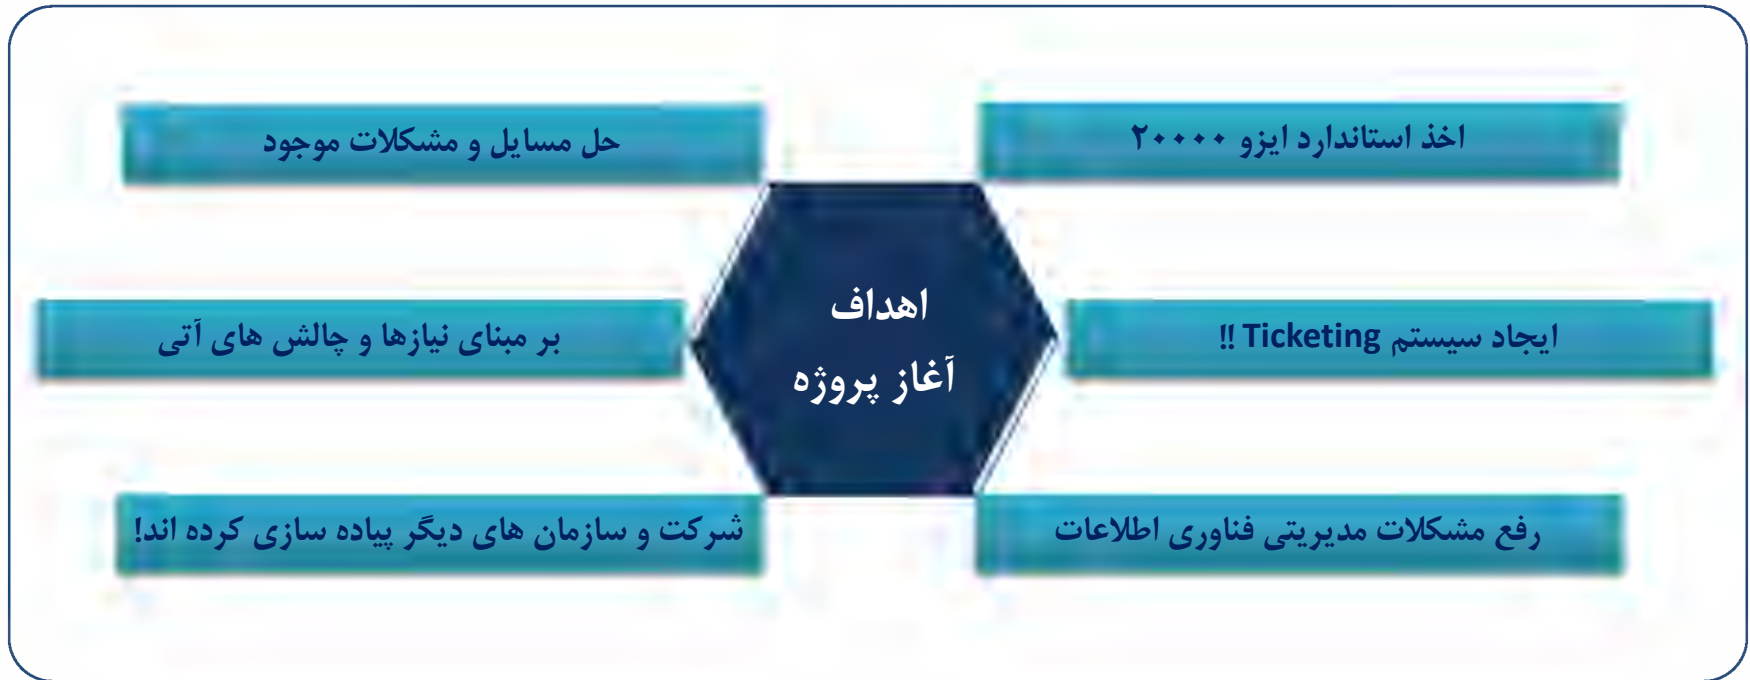 اخذ استاندارد ایزو ۲۰۰۰۰
حل مسایل و مشکلات موجود
اهداف
آغاز پروژه
ایجاد سیستم Ticketing !!
بر مبنای نیازها و چالش های آتی
رفع مشکلات مدیریتی فناوری اطلاعات
شرکت و سازمان های دیگر پیاده سازی کرده اند!